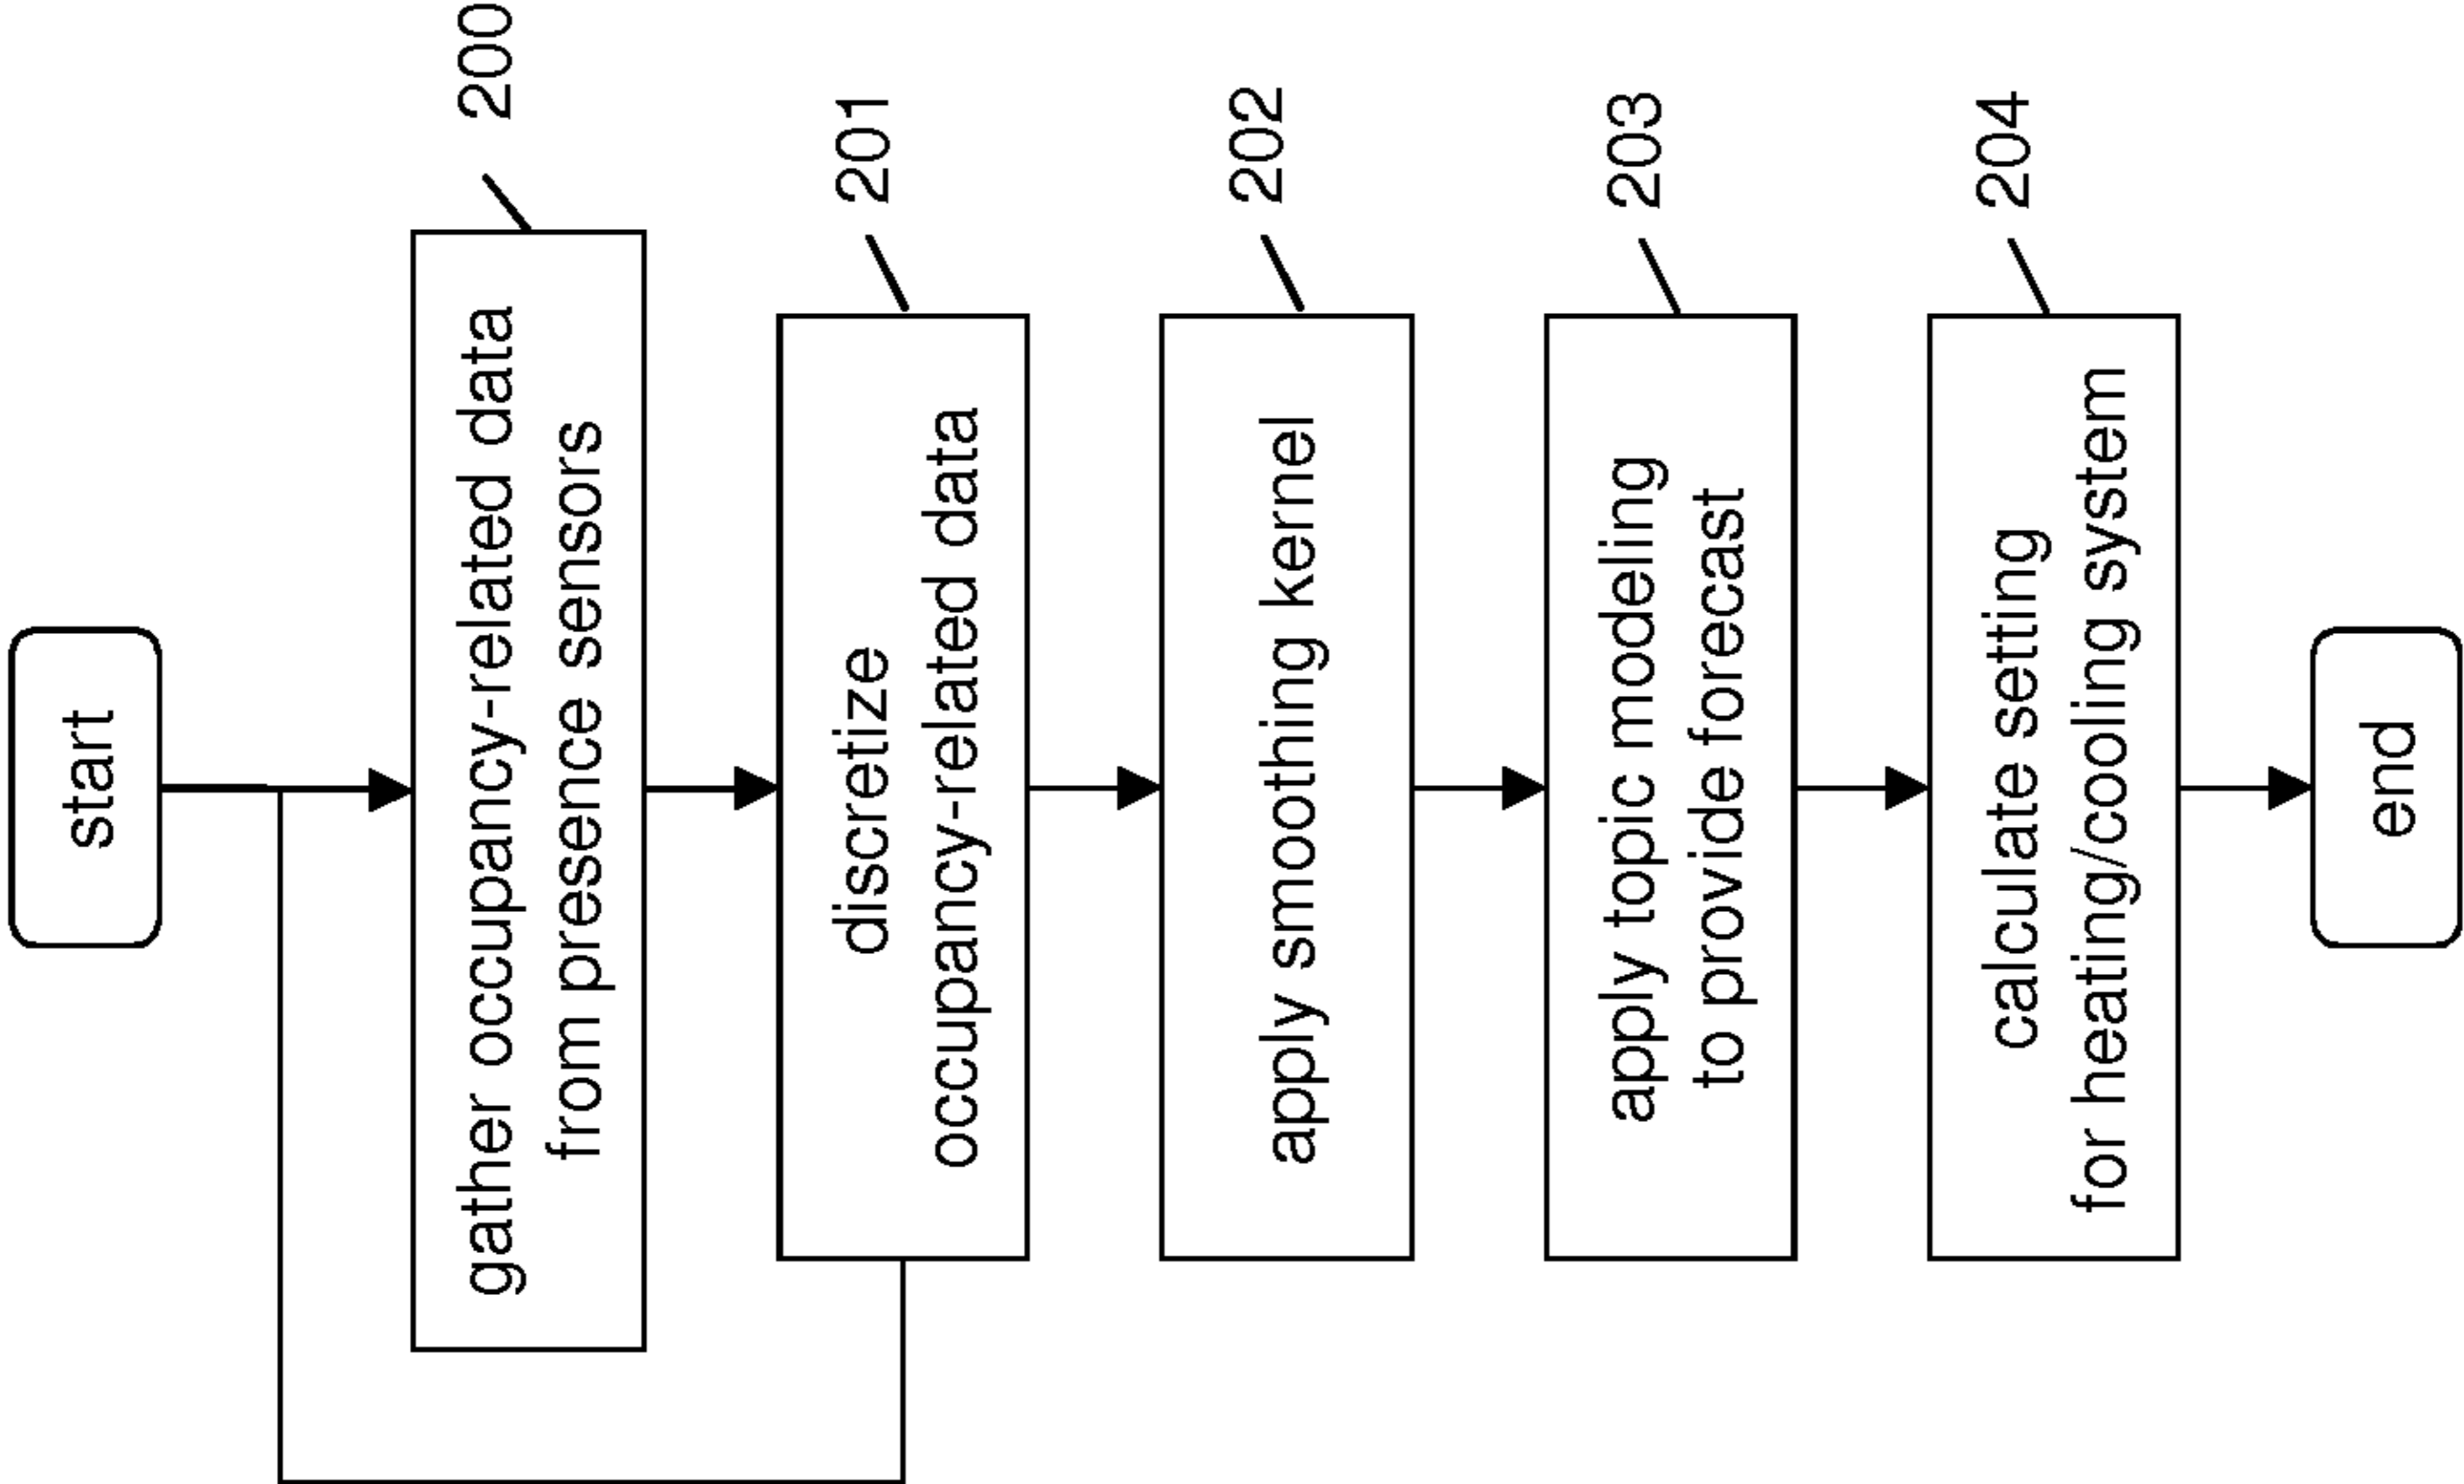 start
200
gather occupancy-related data
from presence sensors
201
discretize
occupancy-related data
202
apply smoothing kernel
203
apply topic modeling
to provide forecast
204
calculate setting
for heating/cooling system
end